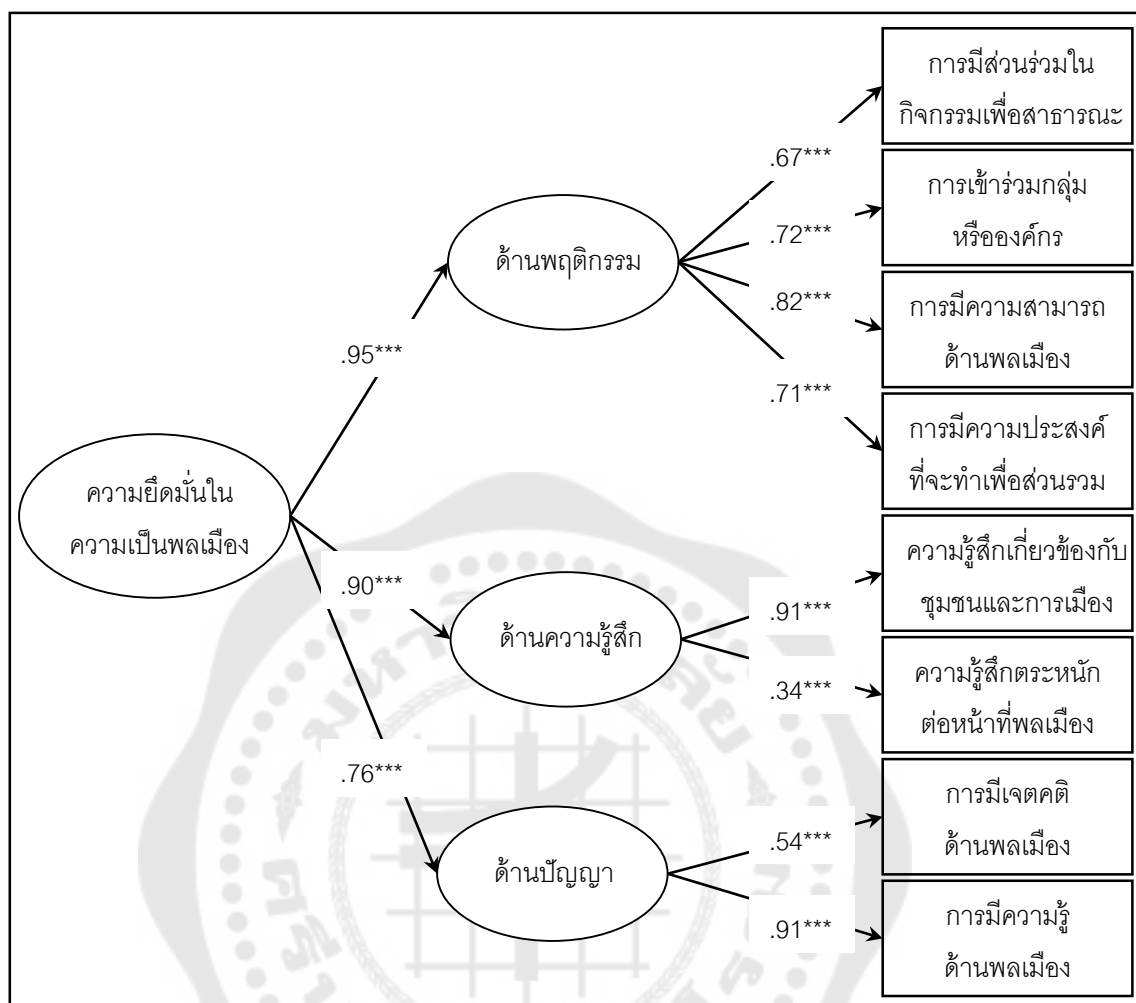 การมีส่วนร่วมใน
กิจกรรมเพื่อสาธารณะ
.67***
การเข้าร่วมกลุ่ม
หรือองค์กร
.72***
ด้านพฤติกรรม
.82***
การมีความสามารถ
ด้านพลเมือง
.95***
.71***
การมีความประสงค์
ที่จะทำเพื่อส่วนรวม
ความยึดมั่นใน
ความเป็นพลเมือง
ความรู้สึกเกี่ยวข้องกับ
ชุมชนและการเมือง
.90***
.91***
ด้านความรู้สึก
.34***
ความรู้สึกตระหนัก
ต่อหน้าที่พลเมือง
.76***
การมีเจตคติ
ด้านพลเมือง
.54***
ด้านปัญญา
.91***
การมีความรู้
ด้านพลเมือง